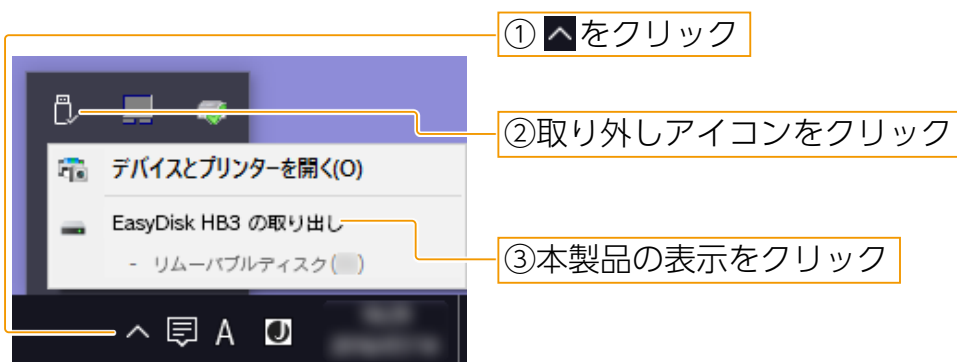 ① ^をクリック
②取り外しアイコンをクリック
デバイスとプリンターを開く(O)
EasyDisk HB3 の取り出し
- リムーバブルディスク( )
③本製品の表示をクリック
A
J